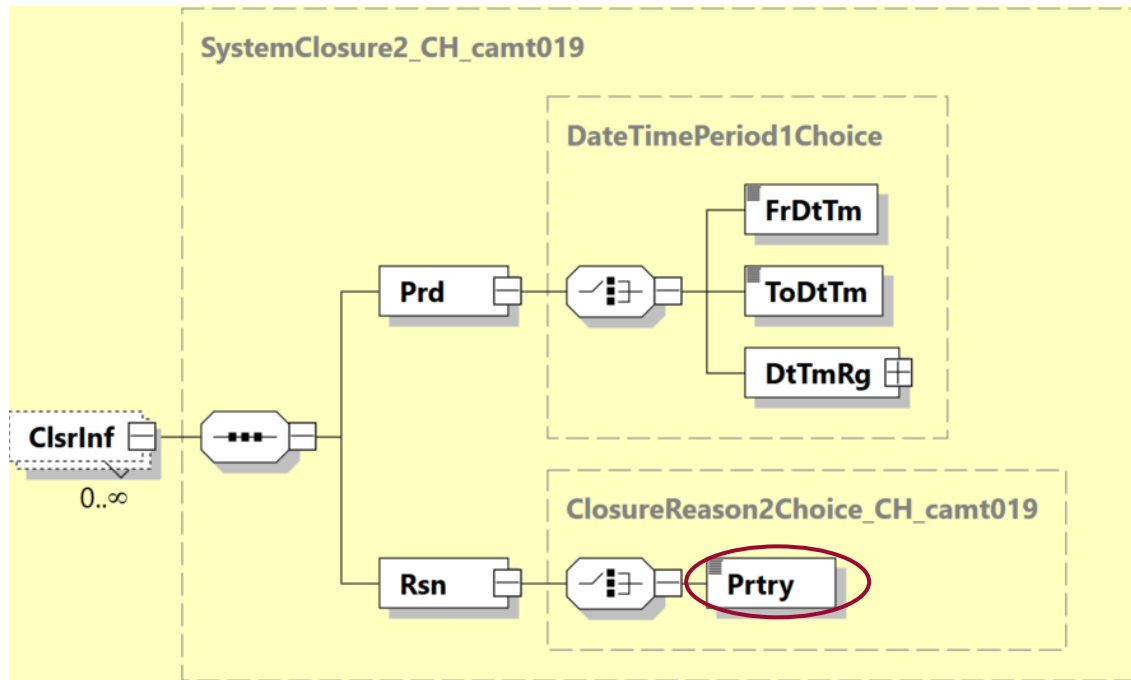 SystemClosure2_CH_camt019
DateTimePeriod1Choice
FrDtTm
Prd
ToDtTm
DtTmRg
ClsrInf
0..∞
ClosureReason2Choice_CH_camt019
Rsn
Prtry